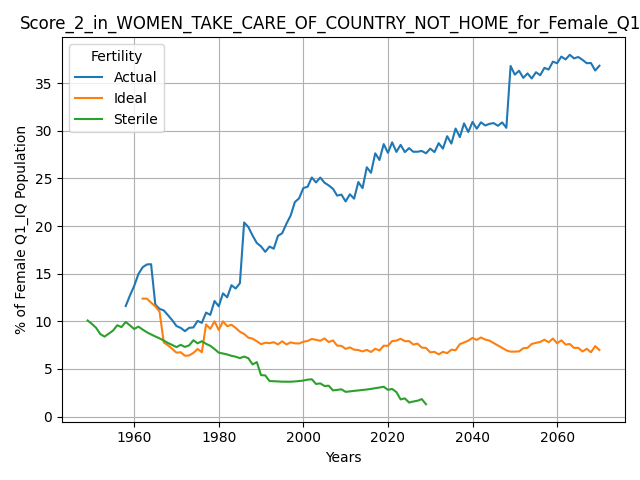 Score_2_in_WOMEN_TAKE_CARE_OF_COUNTRY_NOT_HOME_for_Female_Q1
Fertility
Actual
Ideal
Sterile
% of Female Q1_IQ Population
35
30
25
20
15
10
5
0
1960 1980 2000 2020 2040 2060
Years